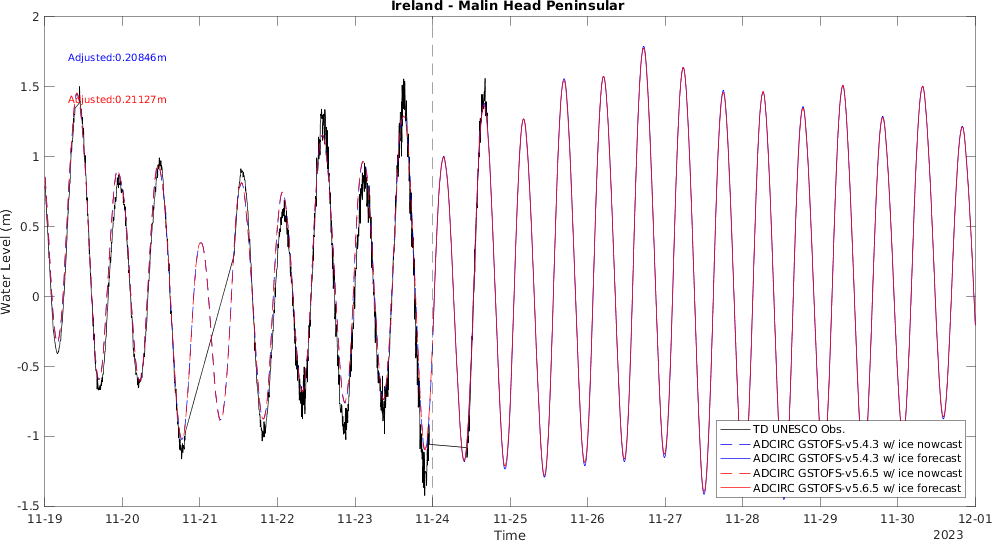 Ireland - Malin Head Peninsular
Adjusted:0.20846m
Adjusted:0.21127m
Water Level (m)
2
1.5
1
0.5
0
-0.5
-1
-1.5
TD UNESCO Obs.
ADCIRC GSTOFS-v5.4.3 w/ ice nowcast
ADCIRC GSTOFS-v5.4.3 w/ ice forecast
ADCIRC GSTOFS-v5.6.5 w/ ice nowcast
ADCIRC GSTOFS-v5.6.5 w/ ice forecast
11-19 11-20 11-21 11-22 11-23 11-24 11-25 11-26 11-27 11-28 11-29 11-30 12-01
Time
2023